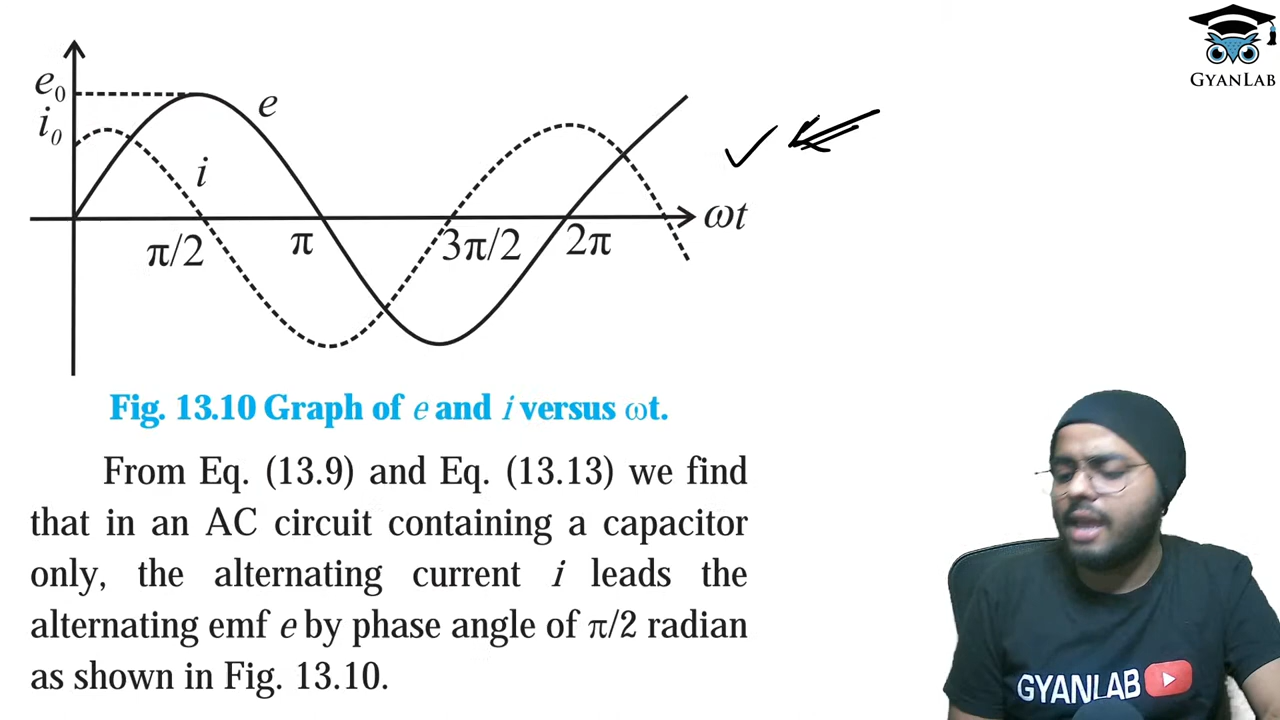 GYANLAB
e₀
e
i₀
i
ωt
π/2
π
3π/2
2π
Fig. 13.10 Graph of e and i versus ωt.
From Eq. (13.9) and Eq. (13.13) we find
that in an AC circuit containing a capacitor
only, the alternating current i leads the
alternating emf e by phase angle of π/2 radian
as shown in Fig. 13.10.
GYANLAB